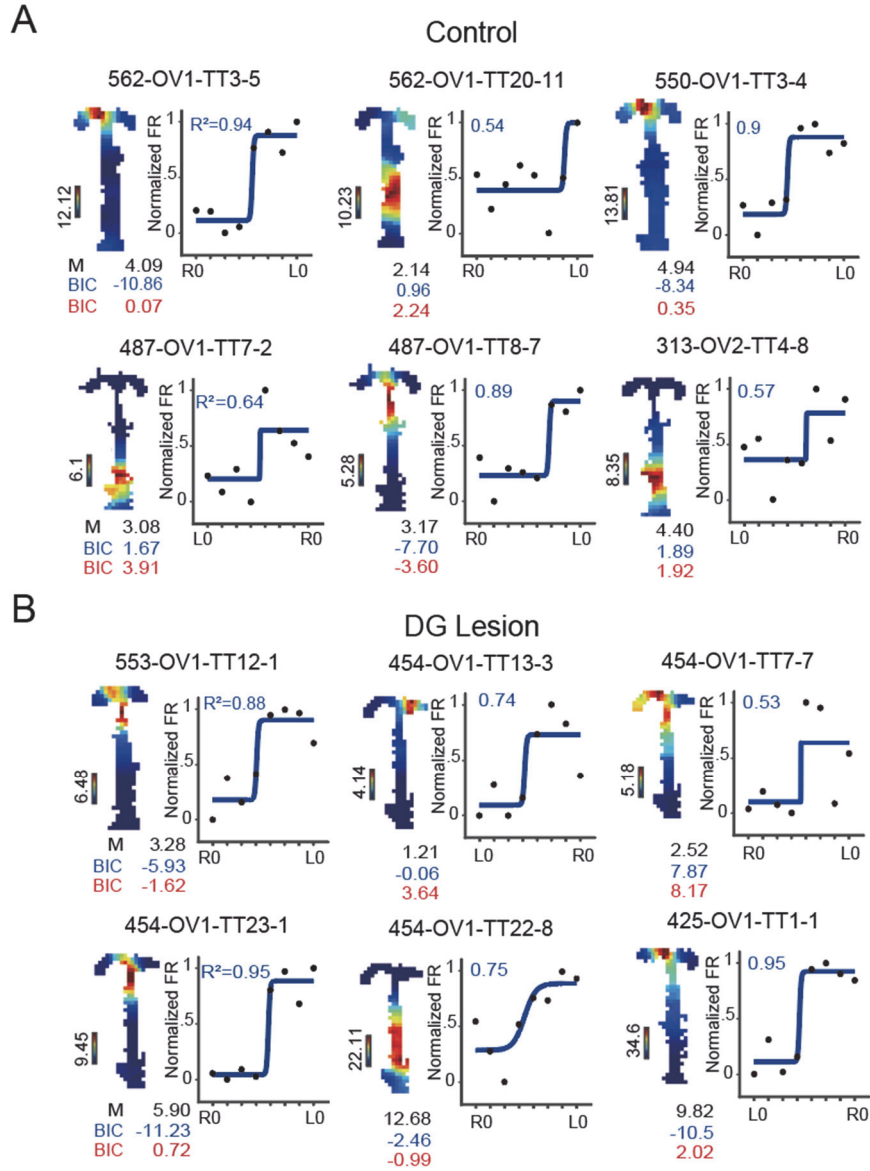 A
Control
562-OV1-TT3-5
562-OV1-TT20-11
550-OV1-TT3-4
12.12
Normalized FR
1
.5
0
R²=0.94
R0
L0
M 4.09
BIC -10.86
BIC 0.07
10.23
Normalized FR
1
.5
0
0.54
R0
L0
2.14
0.96
2.24
13.81
Normalized FR
1
.5
0
0.9
R0
L0
4.94
-8.34
0.35
487-OV1-TT7-2
487-OV1-TT8-7
313-OV2-TT4-8
6.1
Normalized FR
1
.5
0
R²=0.64
L0
R0
M 3.08
BIC 1.67
BIC 3.91
5.28
Normalized FR
1
.5
0
0.89
R0
L0
3.17
-7.70
-3.60
8.35
Normalized FR
1
.5
0
0.57
L0
R0
4.40
1.89
1.92
B
DG Lesion
553-OV1-TT12-1
454-OV1-TT13-3
454-OV1-TT7-7
6.48
Normalized FR
1
.5
0
R²=0.88
R0
L0
M 3.28
BIC -5.93
BIC -1.62
4.14
Normalized FR
1
.5
0
0.74
L0
R0
1.21
-0.06
3.64
5.18
Normalized FR
1
.5
0
0.53
R0
L0
2.52
7.87
8.17
454-OV1-TT23-1
454-OV1-TT22-8
425-OV1-TT1-1
9.45
Normalized FR
1
.5
0
R²=0.95
R0
L0
M 5.90
BIC -11.23
BIC 0.72
22.11
Normalized FR
1
.5
0
0.75
R0
L0
12.68
-2.46
-0.99
34.6
Normalized FR
1
.5
0
0.95
L0
R0
9.82
-10.5
2.02